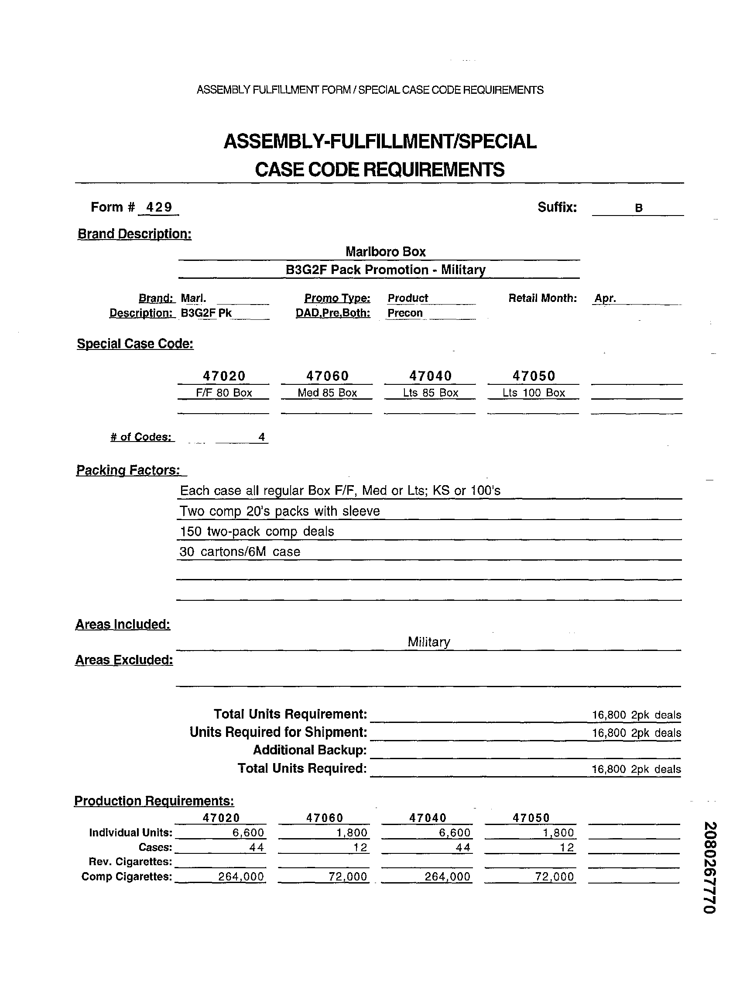 ASSEMBLY FULFILLMENT FORM / SPECIAL CASE CODE REQUIREMENTS
ASSEMBLY-FULFILLMENT/SPECIAL
CASE CODE REQUIREMENTS
Form # 429 Suffix: B
Brand Description:
Marlboro Box
B3G2F Pack Promotion - Military
Brand: Marl. Promo Type: Product Retail Month: Apr.
Description: B3G2F Pk DAD,Pre,Both: Precon
Special Case Code:
47020 47060 47040 47050
F/F 80 Box Med 85 Box Lts 85 Box Lts 100 Box
# of Codes: 4
Packing Factors:
Each case all regular Box F/F, Med or Lts; KS or 100's
Two comp 20's packs with sleeve
150 two-pack comp deals
30 cartons/6M case
Areas Included:
Military
Areas Excluded:
Total Units Requirement: 16,800 2pk deals
Units Required for Shipment: 16,800 2pk deals
Additional Backup:
Total Units Required: 16,800 2pk deals
Production Requirements:
47020 47060 47040 47050
Individual Units: 6,600 1,800 6,600 1,800
Cases: 44 12 44 12
Rev. Cigarettes:
Comp Cigarettes: 264,000 72,000 264,000 72,000
2080267770